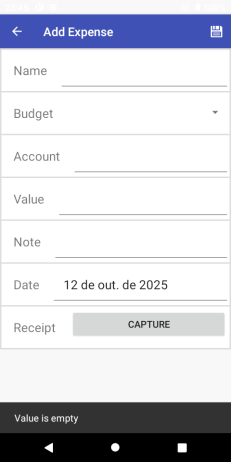 Add Expense
Name
Budget
Account
Value
Note
Date 12 de out. de 2025
Receipt CAPTURE
Value is empty